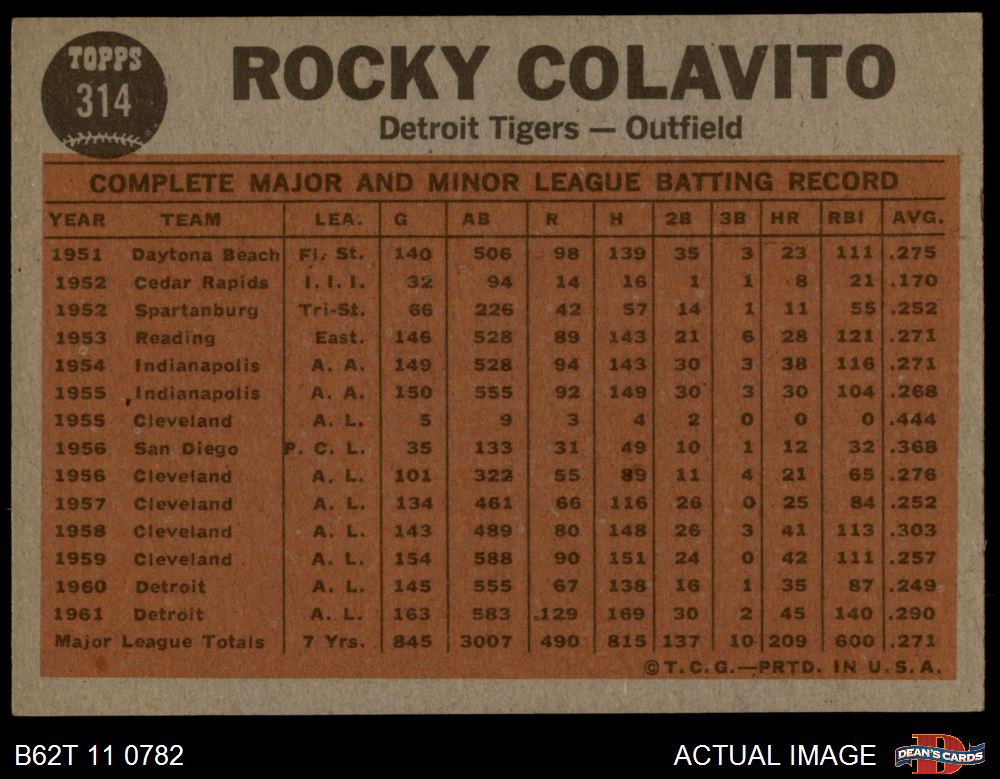 TOPPS
314
ROCKY COLAVITO
Detroit Tigers — Outfield
COMPLETE MAJOR AND MINOR LEAGUE BATTING RECORD
YEAR TEAM LEA. G AB R H 2B 3B HR RBI AVG.
1951 Daytona Beach Fl. St. 140 506 98 139 35 3 23 111 .275
1952 Cedar Rapids I. I. I. 32 94 14 16 1 1 8 21 .170
1952 Spartanburg Tri-St. 66 226 42 57 14 1 11 55 .252
1953 Reading East. 146 528 89 143 21 6 28 121 .271
1954 Indianapolis A. A. 149 528 94 143 30 3 38 116 .271
1955 Indianapolis A. A. 150 555 92 149 30 3 30 104 .268
1955 Cleveland A. L. 5 9 3 4 2 0 0 0 .444
1956 San Diego P. C. L. 35 133 31 49 10 1 12 32 .368
1956 Cleveland A. L. 101 322 55 89 11 4 21 65 .276
1957 Cleveland A. L. 134 461 66 116 26 0 25 84 .252
1958 Cleveland A. L. 143 489 80 148 26 3 41 113 .303
1959 Cleveland A. L. 154 588 90 151 24 0 42 111 .257
1960 Detroit A. L. 145 555 67 138 16 1 35 87 .249
1961 Detroit A. L. 163 583 129 169 30 2 45 140 .290
Major League Totals 7 Yrs. 845 3007 490 815 137 10 209 600 .271
©T.C.G.—PRTD. IN U.S.A.
B62T 11 0782 ACTUAL IMAGE DEAN'S CARDS